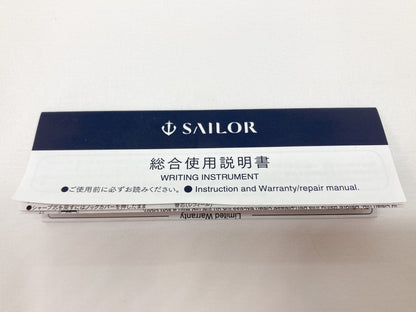 SAILOR
総合使用説明書
WRITING INSTRUMENT
●ご使用前に必ずお読みください。 ● Instruction and Warranty/repair manual.
Limited Warranty